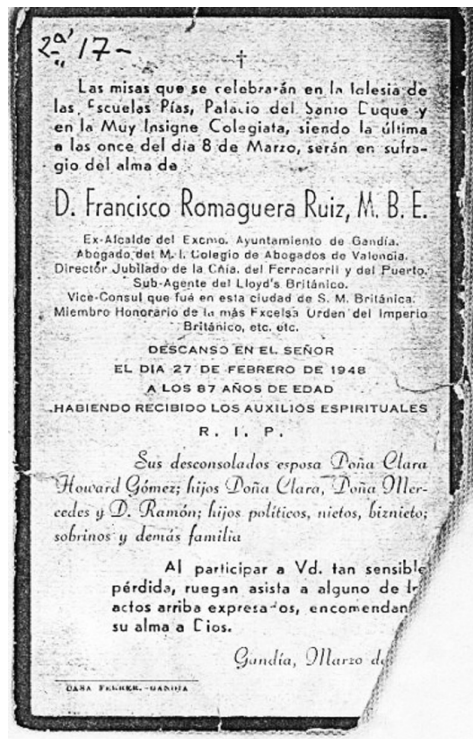 2ª 17-
†
Las misas que se celebrarán en la Iglesia de
las Escuelas Pías, Palacio del Santo Duque y
en la Muy Insigne Colegiata, siendo la última
a las once del día 8 de Marzo, serán en sufra-
gio del alma de
D. Francisco Romaguera Ruiz, M. B. E.
Ex-Alcalde del Excmo. Ayuntamiento de Gandía.
Abogado del M. I. Colegio de Abogados de Valencia.
Director Jubilado de la Cñía. del Ferrocarril y del Puerto.
Sub-Agente del Lloyd's Británico.
Vice-Consul que fué en esta ciudad de S. M. Británica.
Miembro Honorario de la más Excelsa Orden del Imperio
Británico, etc. etc.
DESCANSO EN EL SEÑOR
EL DIA 27 DE FEBRERO DE 1948
A LOS 87 AÑOS DE EDAD
HABIENDO RECIBIDO LOS AUXILIOS ESPIRITUALES
R. I. P.
Sus desconsolados esposa Doña Clara
Howard Gómez; hijos Doña Clara, Doña Mer-
cedes y D. Ramón; hijos políticos, nietos, biznieto;
sobrinos y demás familia
Al participar a Vd. tan sensible
pérdida, ruegan asista a alguno de l
actos arriba expresados, encomendan
su alma a Dios.
Gandía, Marzo de
CASA FERRER.-GANDIA